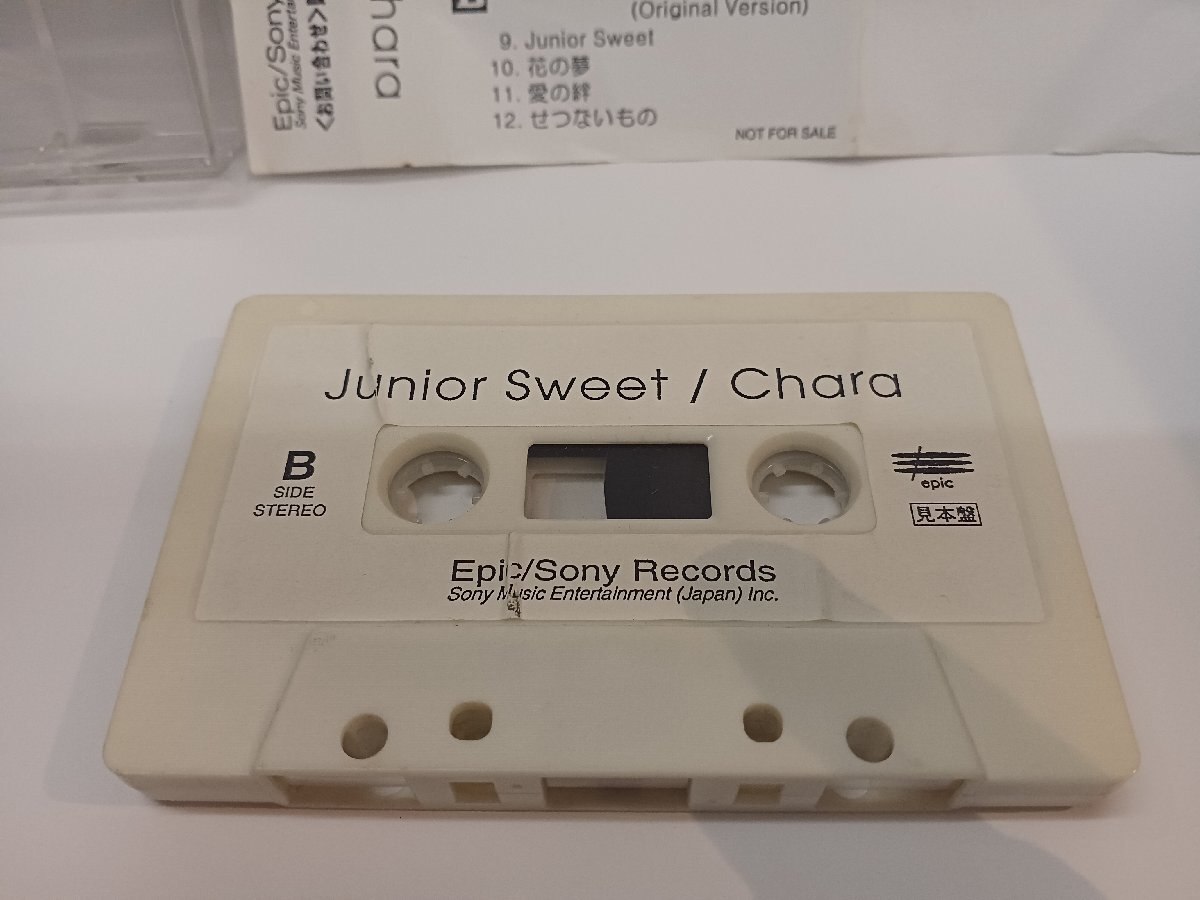 (Original Version)
9. Junior Sweet
10. 花の夢
11. 愛の絆
12. せつないもの
NOT FOR SALE
Epic/Sony
Sony Music
くお問い合わせ
hara
Junior Sweet / Chara
B
SIDE
STEREO
epic
見本盤
Epic/Sony Records
Sony Music Entertainment (Japan) Inc.